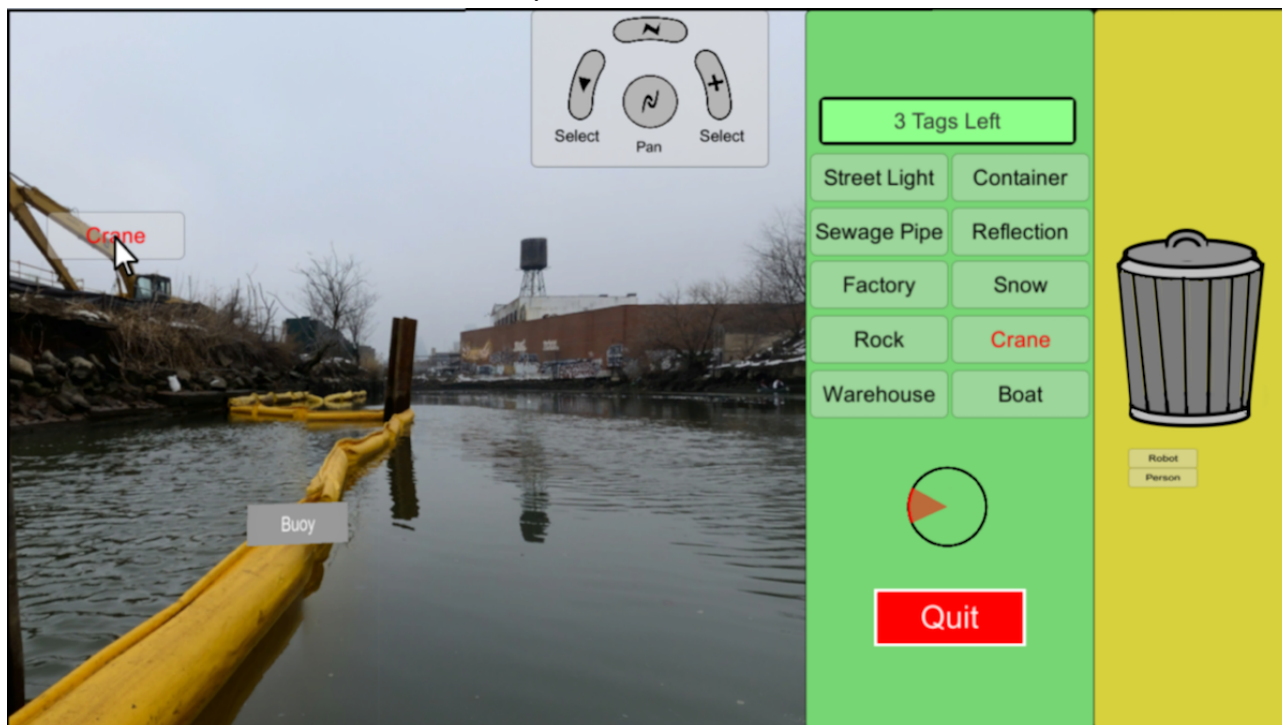 Select
Pan
Select
Crane
Buoy
3 Tags Left
Street Light
Container
Sewage Pipe
Reflection
Factory
Snow
Rock
Crane
Warehouse
Boat
Quit
Robot
Person